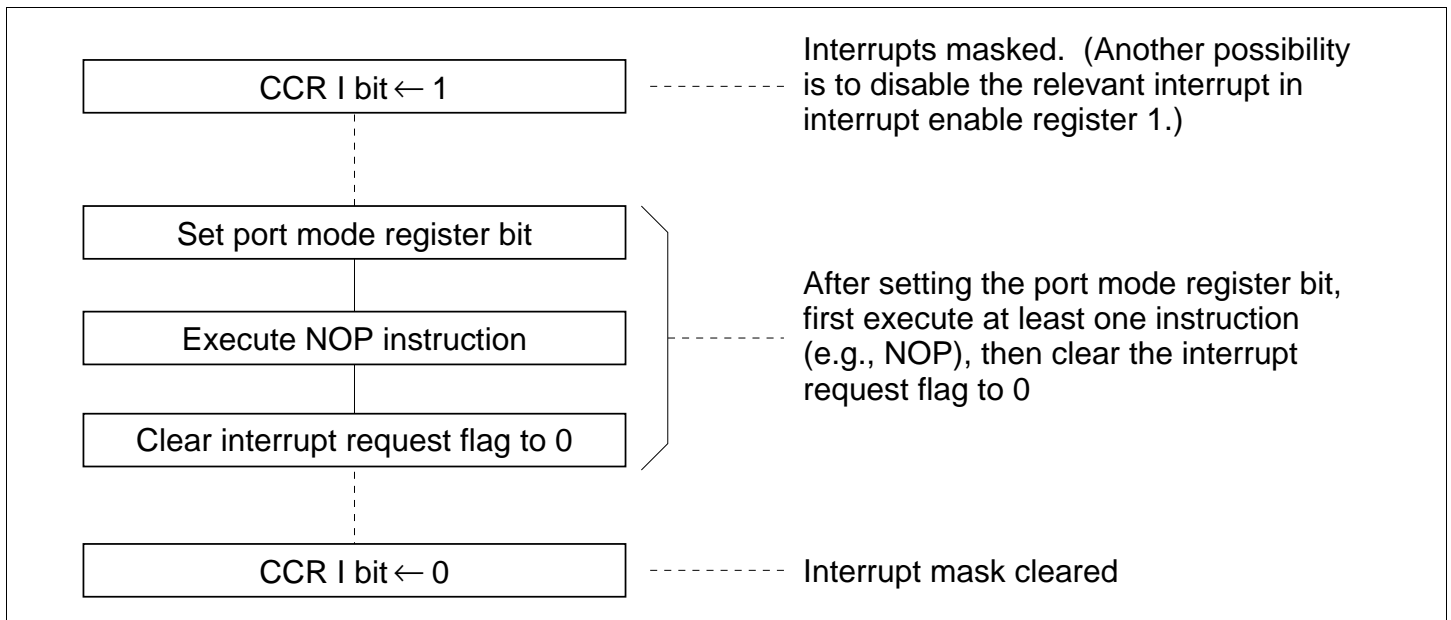 CCR I bit ← 1
Interrupts masked. (Another possibility
is to disable the relevant interrupt in
interrupt enable register 1.)
Set port mode register bit
Execute NOP instruction
Clear interrupt request flag to 0
After setting the port mode register bit,
first execute at least one instruction
(e.g., NOP), then clear the interrupt
request flag to 0
CCR I bit ← 0
Interrupt mask cleared